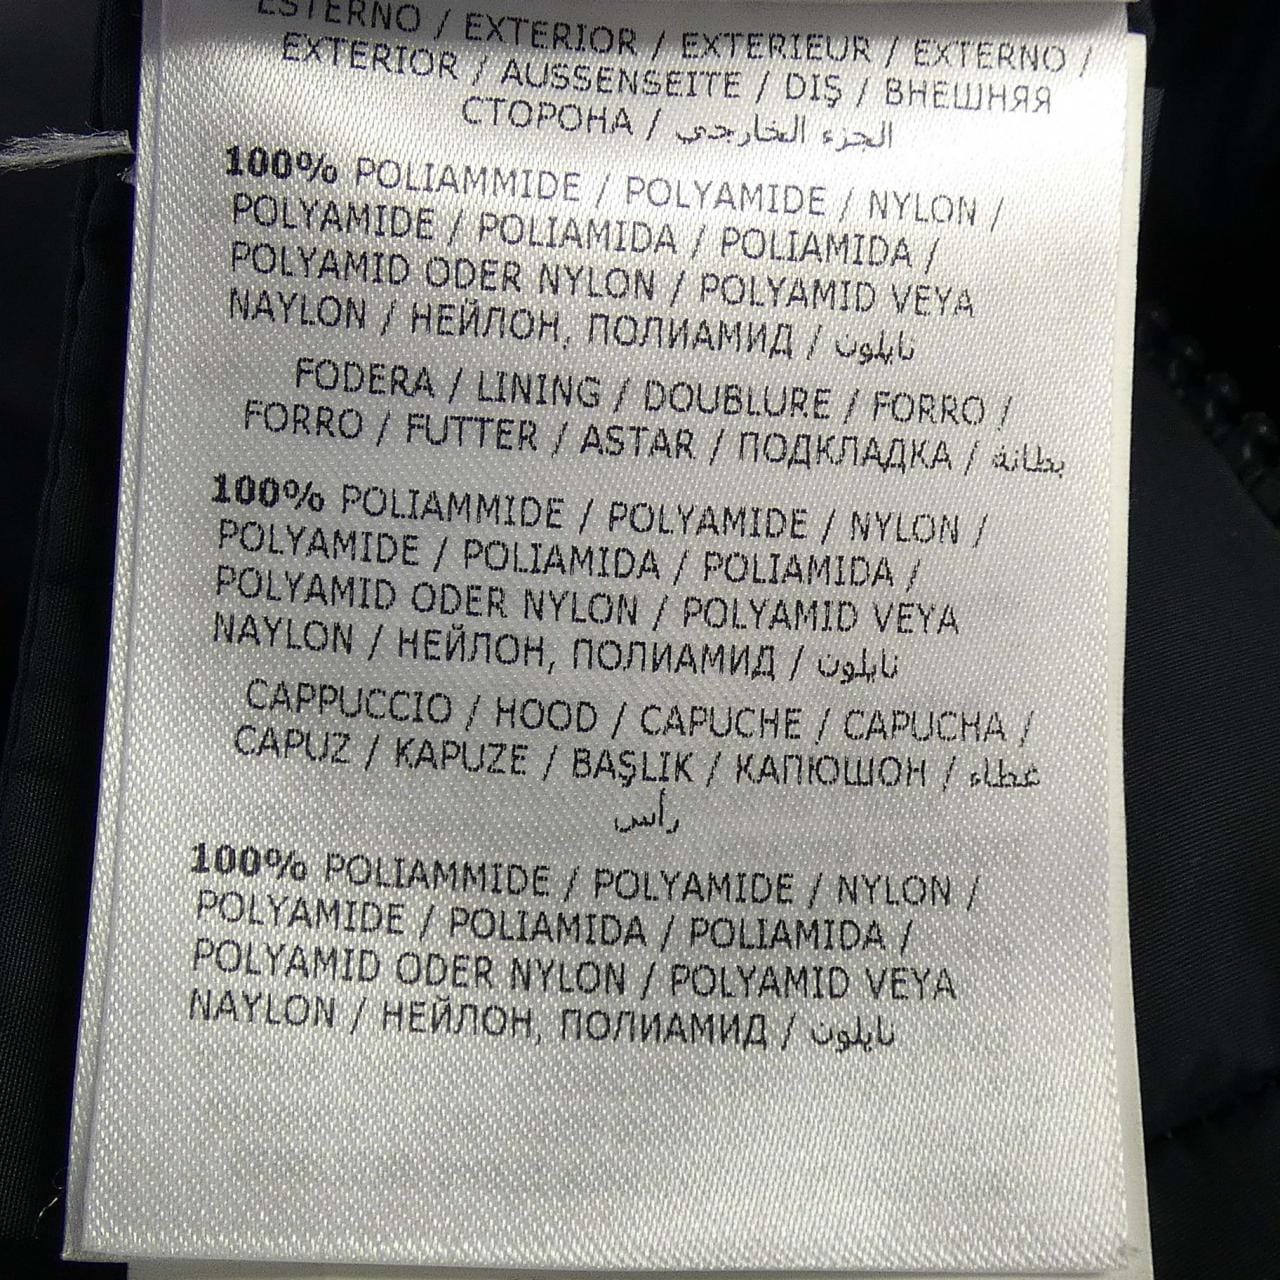 ESTERNO / EXTERIOR / EXTERIEUR / EXTERNO /
EXTERIOR / AUSSENSEITE / DIŞ / ВНЕШНЯЯ
СТОРОНА / الجزء الخارجي
100% POLIAMMIDE / POLYAMIDE / NYLON /
POLYAMIDE / POLIAMIDA / POLIAMIDA /
POLYAMID ODER NYLON / POLYAMID VEYA
NAYLON / НЕЙЛОН, ПОЛИАМИД / نايلون
FODERA / LINING / DOUBLURE / FORRO /
FORRO / FUTTER / ASTAR / ПОДКЛАДКА / بطانة
100% POLIAMMIDE / POLYAMIDE / NYLON /
POLYAMIDE / POLIAMIDA / POLIAMIDA /
POLYAMID ODER NYLON / POLYAMID VEYA
NAYLON / НЕЙЛОН, ПОЛИАМИД / نايلون
CAPPUCCIO / HOOD / CAPUCHE / CAPUCHA /
CAPUZ / KAPUZE / BAŞLIK / КАПЮШОН / غطاء
رأس
100% POLIAMMIDE / POLYAMIDE / NYLON /
POLYAMIDE / POLIAMIDA / POLIAMIDA /
POLYAMID ODER NYLON / POLYAMID VEYA
NAYLON / НЕЙЛОН, ПОЛИАМИД / نايلون